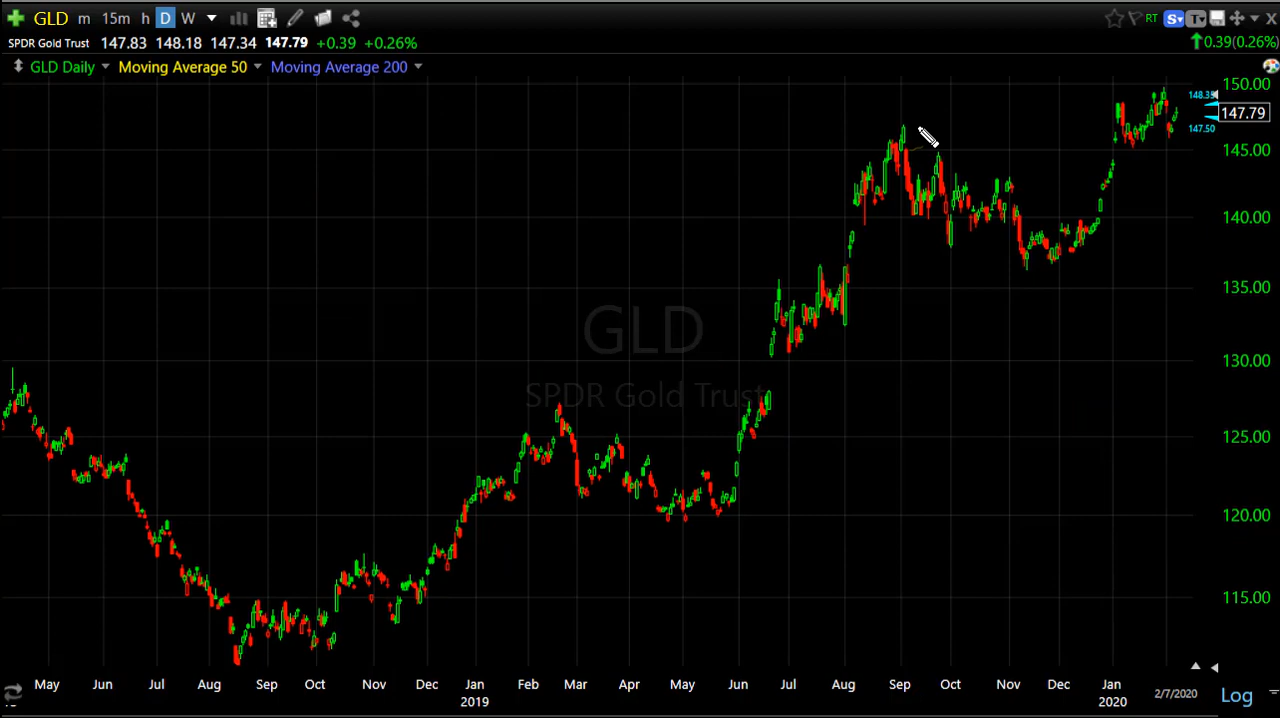 GLD m 15m h D W RT S T X
SPDR Gold Trust 147.83 148.18 147.34 147.79 +0.39 +0.26% 0.39(0.26%)
GLD Daily Moving Average 50 Moving Average 200
150.00
148.35
147.79
147.50
145.00
140.00
135.00
GLD
130.00
SPDR Gold Trust
125.00
120.00
115.00
May Jun Jul Aug Sep Oct Nov Dec Jan Feb Mar Apr May Jun Jul Aug Sep Oct Nov Dec Jan
2019 2020 2/7/2020 Log